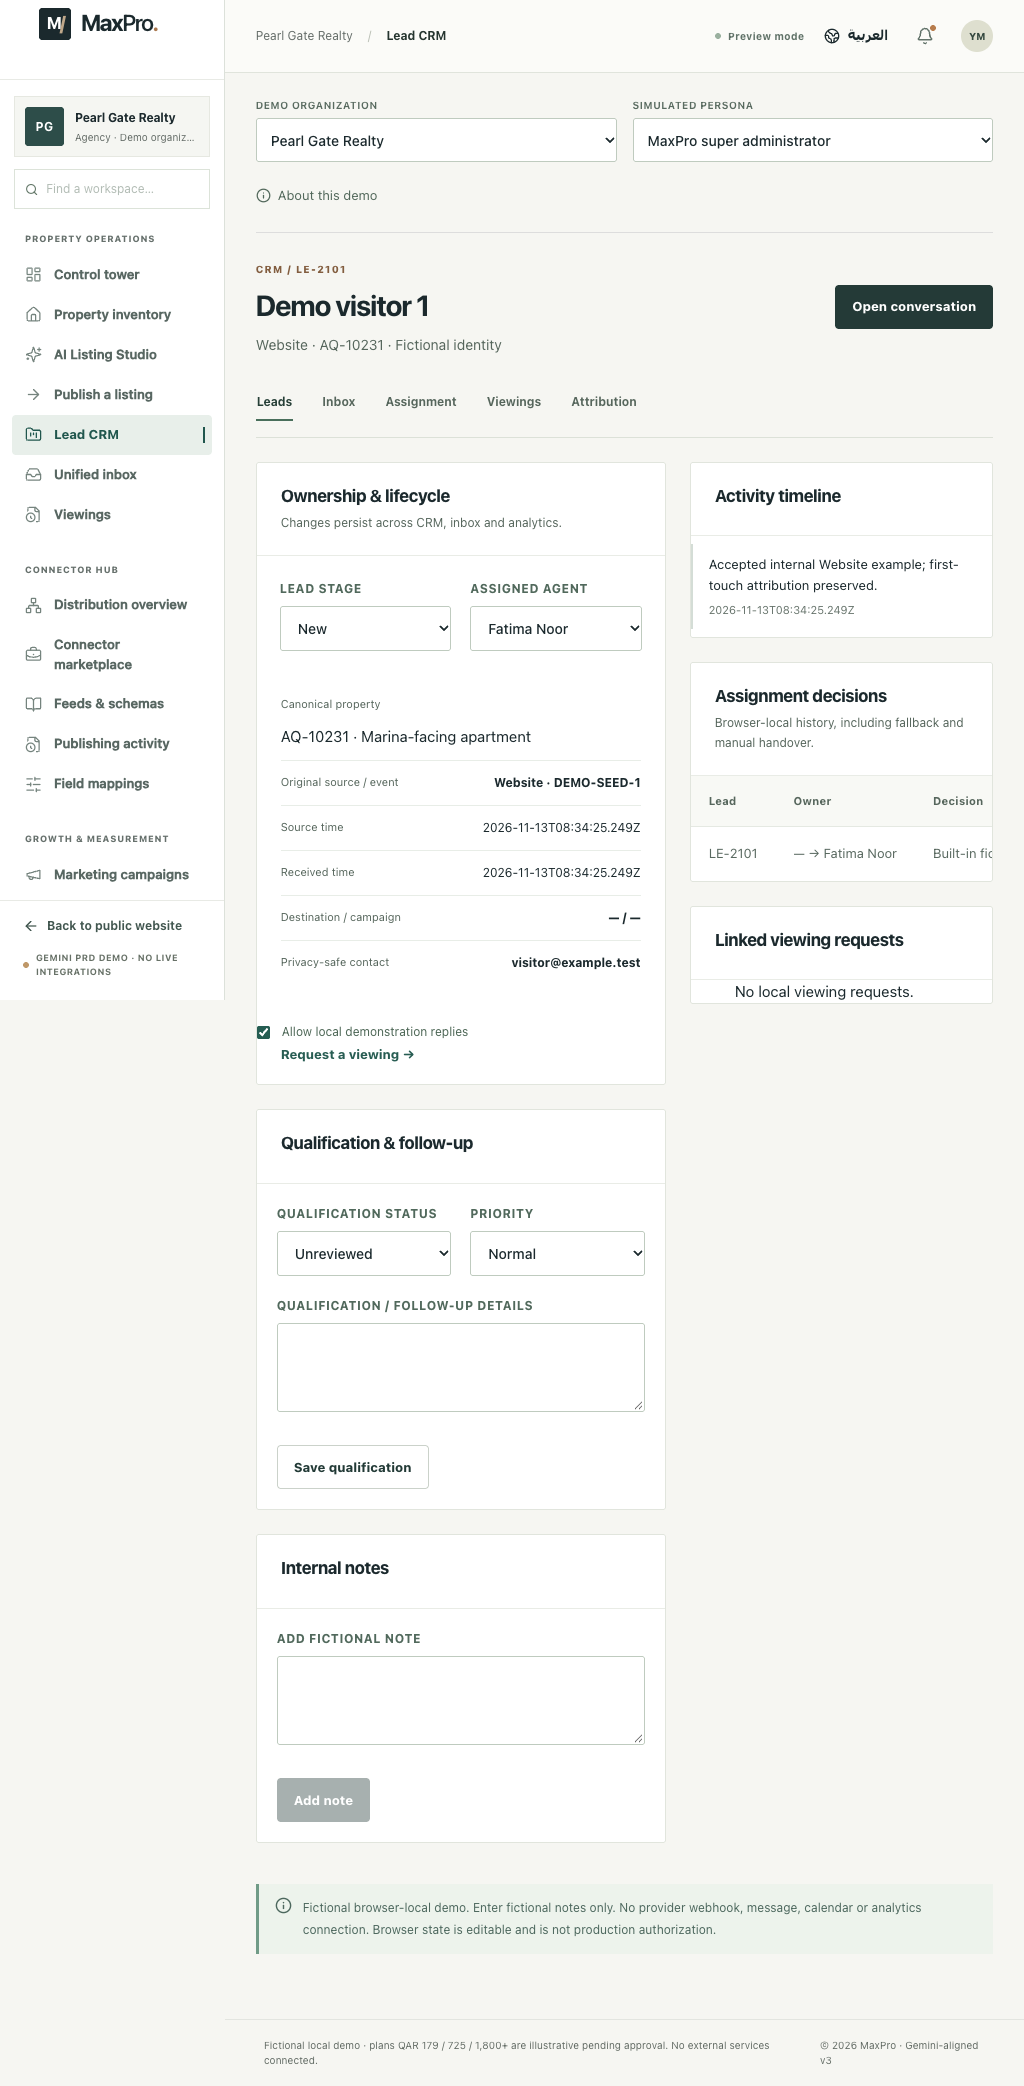 M/ MaxPro.
PG
Pearl Gate Realty
Agency · Demo organiz...
Find a workspace...
PROPERTY OPERATIONS
Control tower
Property inventory
AI Listing Studio
Publish a listing
Lead CRM
Unified inbox
Viewings
CONNECTOR HUB
Distribution overview
Connector
marketplace
Feeds & schemas
Publishing activity
Field mappings
GROWTH & MEASUREMENT
Marketing campaigns
Back to public website
GEMINI PRD DEMO · NO LIVE
INTEGRATIONS
Pearl Gate Realty / Lead CRM
Preview mode
العربية
YM
DEMO ORGANIZATION
Pearl Gate Realty
SIMULATED PERSONA
MaxPro super administrator
About this demo
CRM / LE-2101
Demo visitor 1
Website · AQ-10231 · Fictional identity
Open conversation
Leads Inbox Assignment Viewings Attribution
Ownership & lifecycle
Changes persist across CRM, inbox and analytics.
LEAD STAGE
New
ASSIGNED AGENT
Fatima Noor
Canonical property
AQ-10231 · Marina-facing apartment
Original source / event Website · DEMO-SEED-1
Source time 2026-11-13T08:34:25.249Z
Received time 2026-11-13T08:34:25.249Z
Destination / campaign — / —
Privacy-safe contact visitor@example.test
Allow local demonstration replies
Request a viewing →
Qualification & follow-up
QUALIFICATION STATUS
Unreviewed
PRIORITY
Normal
QUALIFICATION / FOLLOW-UP DETAILS
Save qualification
Internal notes
ADD FICTIONAL NOTE
Add note
Activity timeline
Accepted internal Website example; first-
touch attribution preserved.
2026-11-13T08:34:25.249Z
Assignment decisions
Browser-local history, including fallback and
manual handover.
Lead Owner Decision
LE-2101 — → Fatima Noor Built-in fic
Linked viewing requests
No local viewing requests.
Fictional browser-local demo. Enter fictional notes only. No provider webhook, message, calendar or analytics
connection. Browser state is editable and is not production authorization.
Fictional local demo · plans QAR 179 / 725 / 1,800+ are illustrative pending approval. No external services
connected.
© 2026 MaxPro · Gemini-aligned
v3